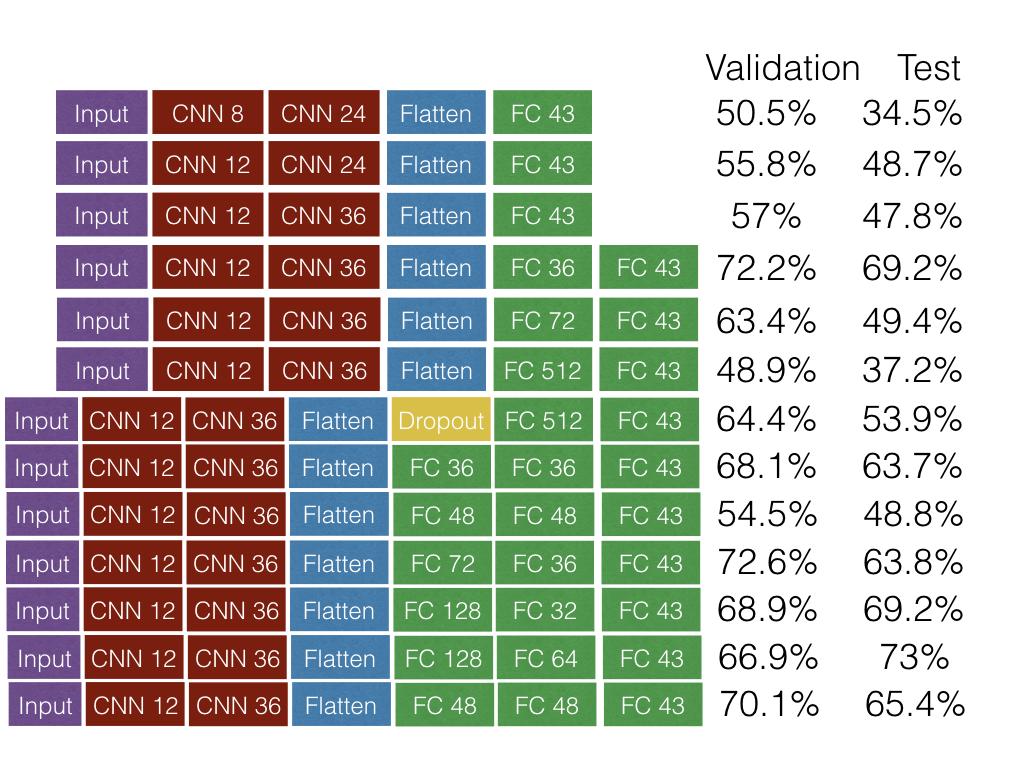 Validation Test
Input CNN 8 CNN 24 Flatten FC 43 50.5% 34.5%
Input CNN 12 CNN 24 Flatten FC 43 55.8% 48.7%
Input CNN 12 CNN 36 Flatten FC 43 57% 47.8%
Input CNN 12 CNN 36 Flatten FC 36 FC 43 72.2% 69.2%
Input CNN 12 CNN 36 Flatten FC 72 FC 43 63.4% 49.4%
Input CNN 12 CNN 36 Flatten FC 512 FC 43 48.9% 37.2%
Input CNN 12 CNN 36 Flatten Dropout FC 512 FC 43 64.4% 53.9%
Input CNN 12 CNN 36 Flatten FC 36 FC 36 FC 43 68.1% 63.7%
Input CNN 12 CNN 36 Flatten FC 48 FC 48 FC 43 54.5% 48.8%
Input CNN 12 CNN 36 Flatten FC 72 FC 36 FC 43 72.6% 63.8%
Input CNN 12 CNN 36 Flatten FC 128 FC 32 FC 43 68.9% 69.2%
Input CNN 12 CNN 36 Flatten FC 128 FC 64 FC 43 66.9% 73%
Input CNN 12 CNN 36 Flatten FC 48 FC 48 FC 43 70.1% 65.4%